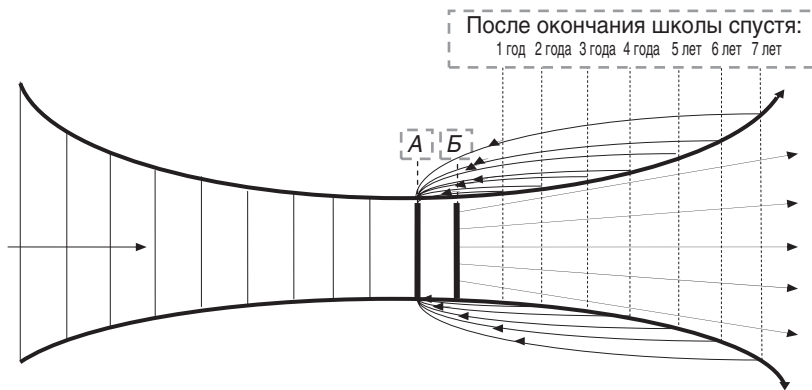 После окончания школы спустя:
1 год 2 года 3 года 4 года 5 лет 6 лет 7 лет
А Б